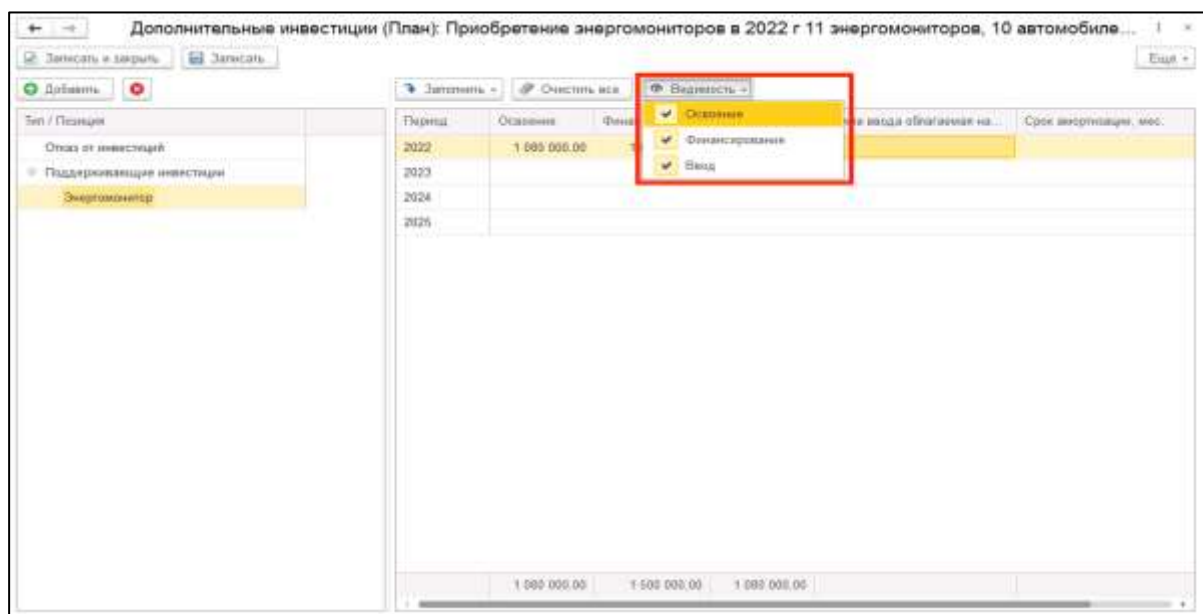 Дополнительные инвестиции (План): Приобретение энергомониторов в 2022 г 11 энергомониторов, 10 автомобиле...
Записать и закрыть Записать Ещё
Добавить Заполнить Очистить все Видимость
Тип / Позиция Период Освоение Фина ввода облагаемая на... Срок амортизации, мес.
Освоение
Отказ от инвестиций 2022 1 080 000,00
Финансирование
Поддерживающие инвестиции 2023
Ввод
Энергомонитор 2024
2025
1 080 000,00 1 500 000,00 1 080 000,00